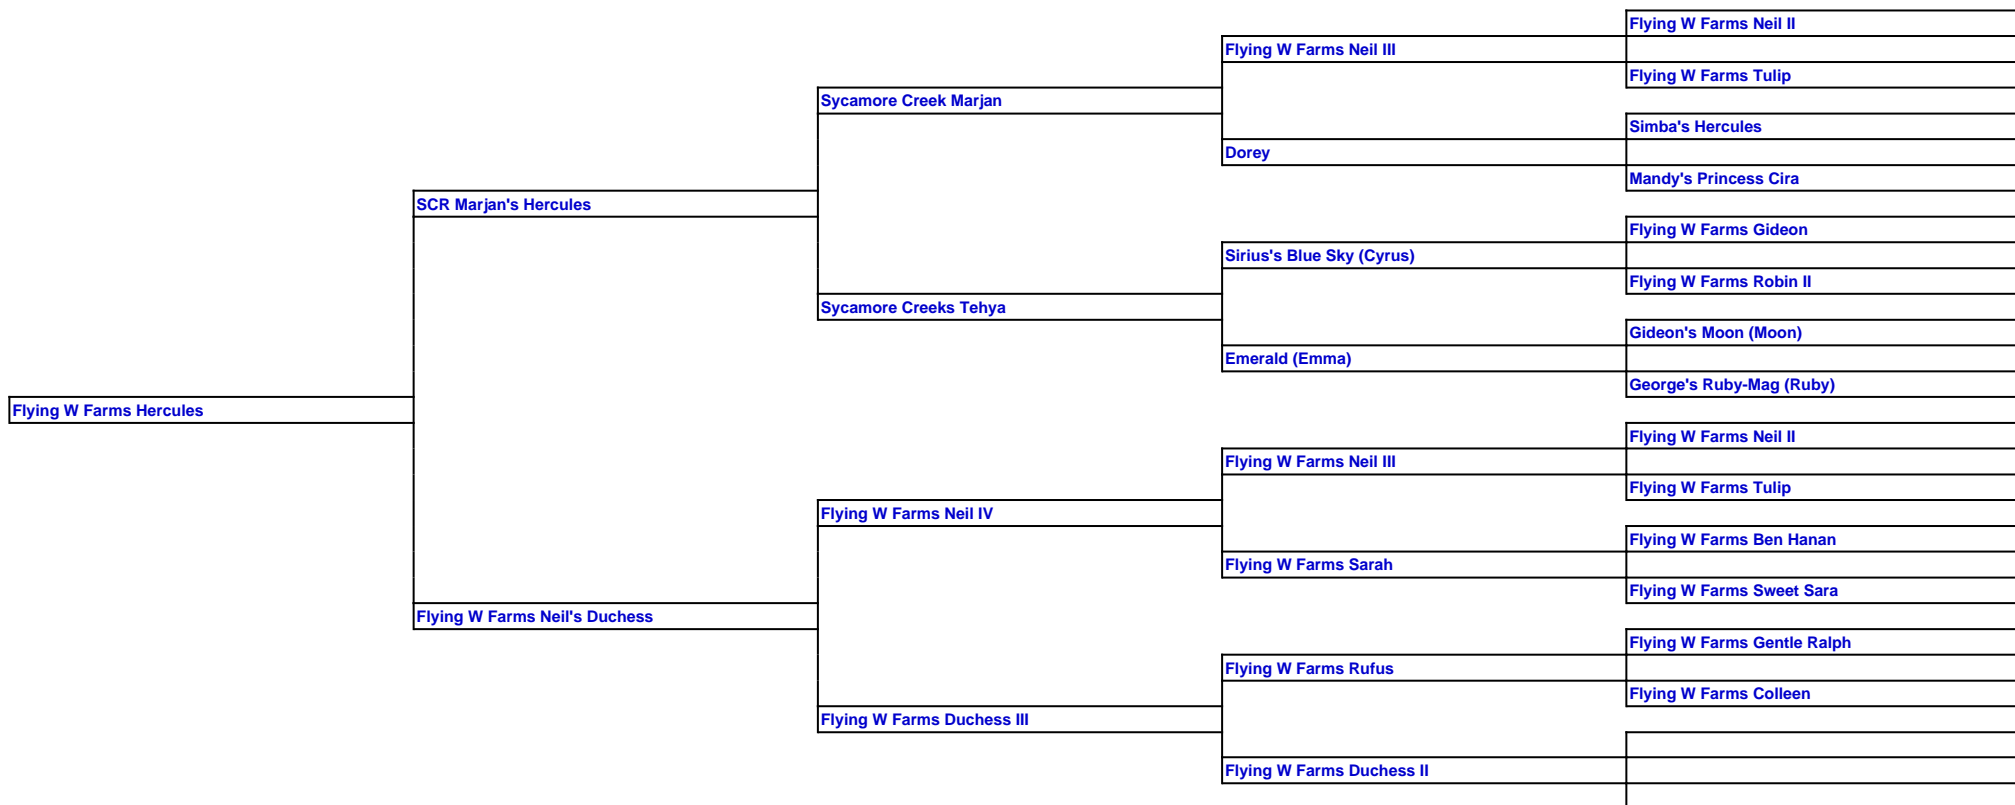 Flying W Farms Neil II
Flying W Farms Neil III
Flying W Farms Tulip
Sycamore Creek Marjan
Simba's Hercules
Dorey
Mandy's Princess Cira
SCR Marjan's Hercules
Flying W Farms Gideon
Sirius's Blue Sky (Cyrus)
Flying W Farms Robin II
Sycamore Creeks Tehya
Gideon's Moon (Moon)
Emerald (Emma)
George's Ruby-Mag (Ruby)
Flying W Farms Hercules
Flying W Farms Neil II
Flying W Farms Neil III
Flying W Farms Tulip
Flying W Farms Neil IV
Flying W Farms Ben Hanan
Flying W Farms Sarah
Flying W Farms Sweet Sara
Flying W Farms Neil's Duchess
Flying W Farms Gentle Ralph
Flying W Farms Rufus
Flying W Farms Colleen
Flying W Farms Duchess III
Flying W Farms Duchess II